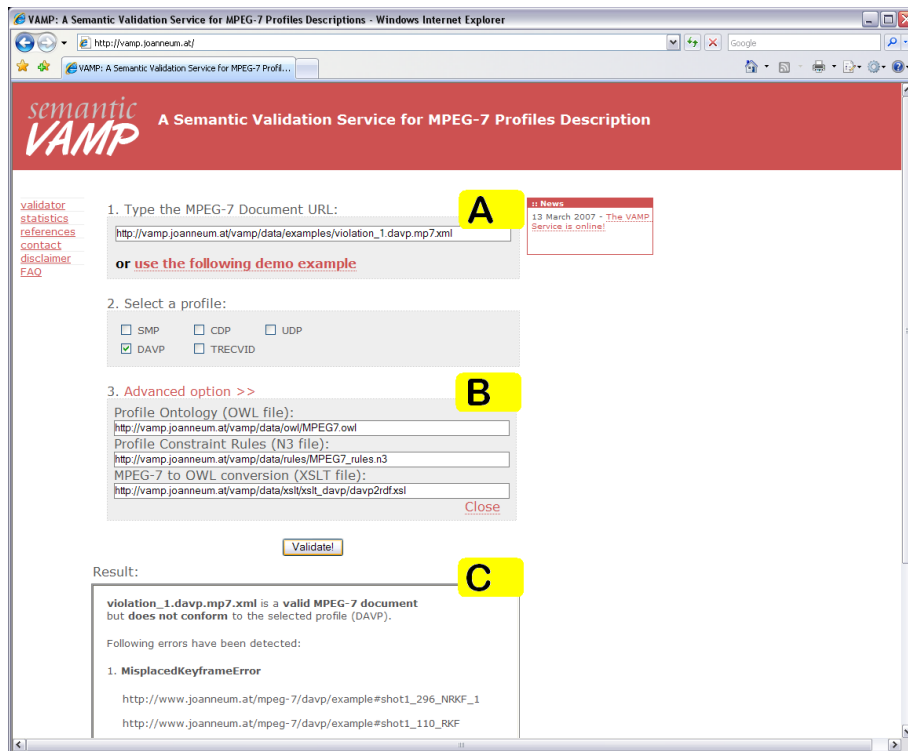 VAMP: A Semantic Validation Service for MPEG-7 Profiles Descriptions - Windows Internet Explorer
http://vamp.joanneum.at/
Google
VAMP: A Semantic Validation Service for MPEG-7 Profil...
semantic
VAMP
A Semantic Validation Service for MPEG-7 Profiles Description
validator
statistics
references
contact
disclaimer
FAQ
1. Type the MPEG-7 Document URL:
A
http://vamp.joanneum.at/vamp/data/examples/violation_1.davp.mp7.xml
or use the following demo example
:: News
13 March 2007 - The VAMP
Service is online!
2. Select a profile:
SMP CDP UDP
DAVP TRECVID
3. Advanced option >>
B
Profile Ontology (OWL file):
http://vamp.joanneum.at/vamp/data/owl/MPEG7.owl
Profile Constraint Rules (N3 file):
http://vamp.joanneum.at/vamp/data/rules/MPEG7_rules.n3
MPEG-7 to OWL conversion (XSLT file):
http://vamp.joanneum.at/vamp/data/xslt/xslt_davp/davp2rdf.xsl
Close
Validate!
Result:
C
violation_1.davp.mp7.xml is a valid MPEG-7 document
but does not conform to the selected profile (DAVP).
Following errors have been detected:
1. MisplacedKeyframeError
http://www.joanneum.at/mpeg-7/davp/example#shot1_296_NRKF_1
http://www.joanneum.at/mpeg-7/davp/example#shot1_110_RKF